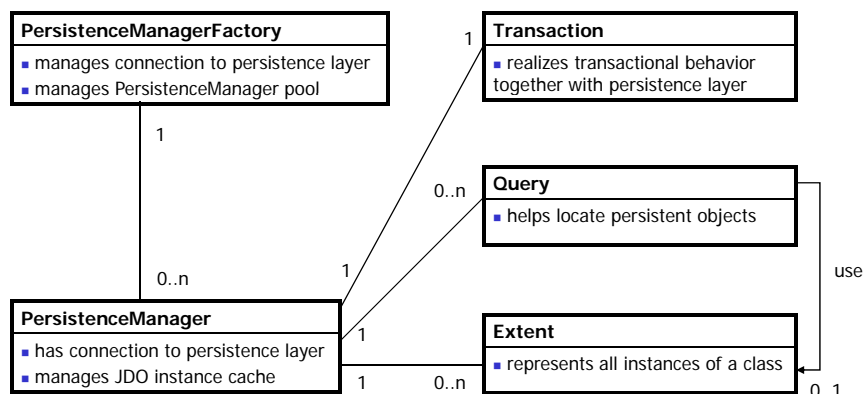 PersistenceManagerFactory
▪ manages connection to persistence layer
▪ manages PersistenceManager pool
1
0..n
PersistenceManager
▪ has connection to persistence layer
▪ manages JDO instance cache
1
1
Transaction
▪ realizes transactional behavior
together with persistence layer
1
0..n
Query
▪ helps locate persistent objects
1
0..n
Extent
▪ represents all instances of a class
use
0..1